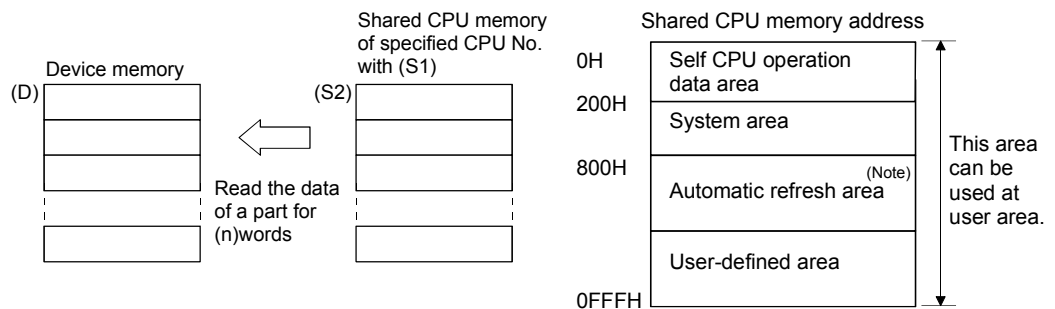 Device memory
(D)
Read the data
of a part for
(n)words
Shared CPU memory
of specified CPU No.
with (S1)
(S2)
Shared CPU memory address
0H
Self CPU operation
data area
200H
System area
800H
(Note)
Automatic refresh area
User-defined area
0FFFH
This area
can be
used at
user area.